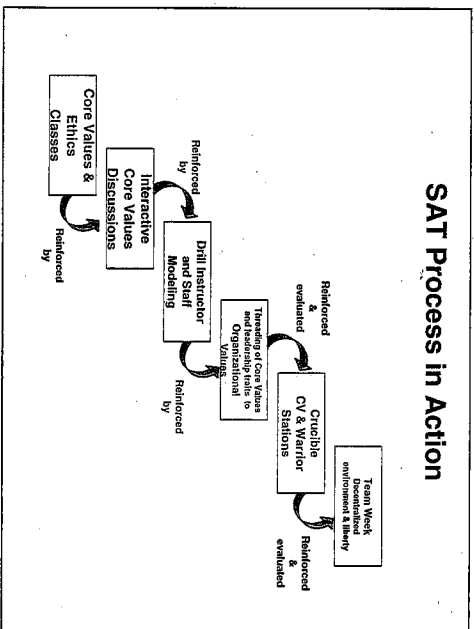 SAT Process in Action
Core Values &
Ethics
Classes
Reinforced
by
Interactive
Core Values
Discussions
Reinforced
by
Drill Instructor
and Staff
Modeling
Reinforced
by
Threading of Core Values
and leadership traits to
Organizational
Values
Reinforced
&
evaluated
Crucible
CV & Warrior
Stations
Reinforced
&
evaluated
Team Week
Decentralized
environment & liberty